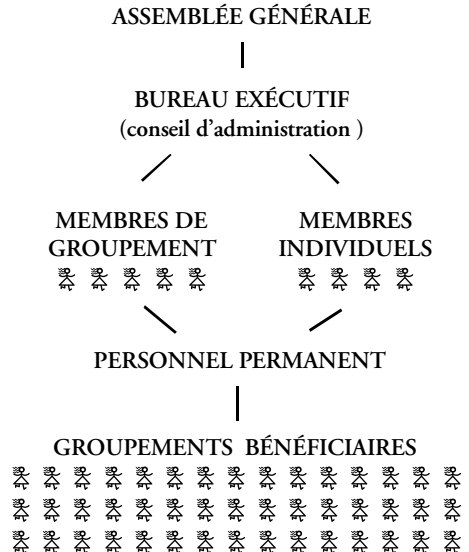 ASSEMBLÉE GÉNÉRALE
BUREAU EXÉCUTIF
(conseil d’administration )
MEMBRES DE
GROUPEMENT
MEMBRES
INDIVIDUELS
PERSONNEL PERMANENT
GROUPEMENTS BÉNÉFICIAIRES